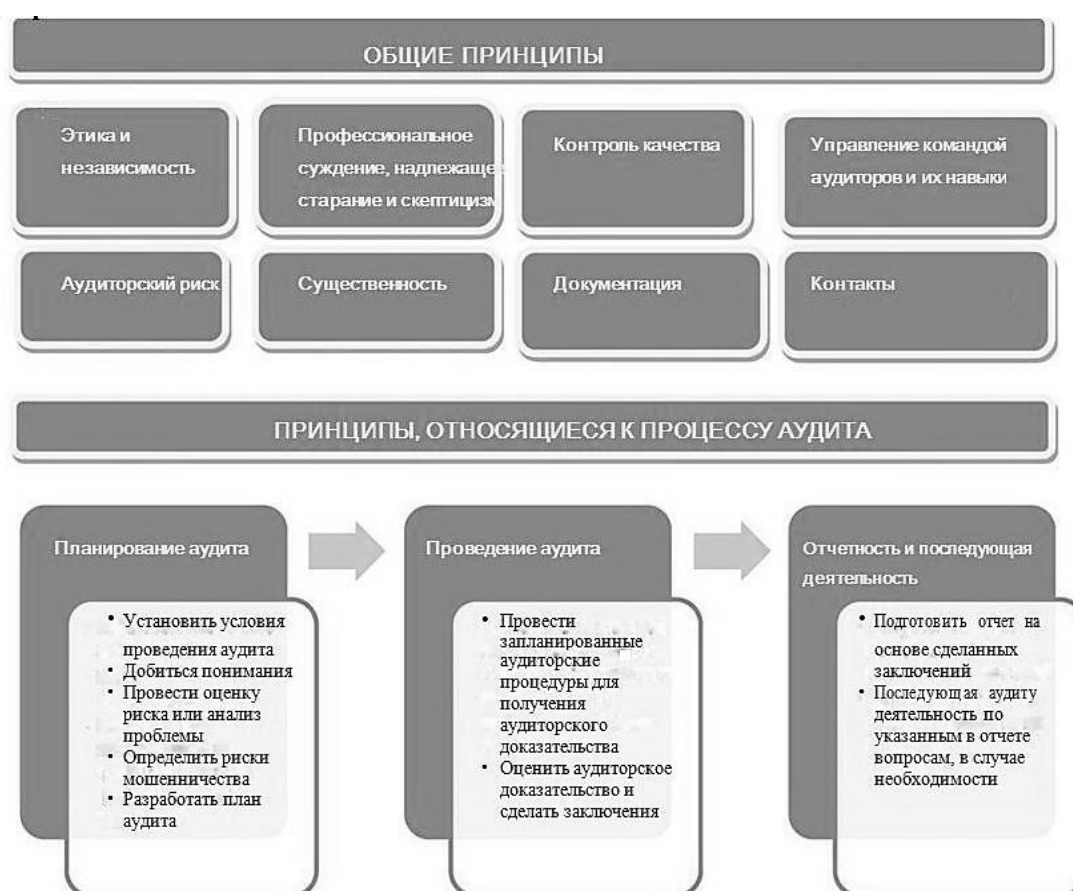 ОБЩИЕ ПРИНЦИПЫ
Этика и
независимость
Профессиональное
суждение, надлежащее
старание и скептицизм
Контроль качества
Управление командой
аудиторов и их навыки
Аудиторский риск
Существенность
Документация
Контакты
ПРИНЦИПЫ, ОТНОСЯЩИЕСЯ К ПРОЦЕССУ АУДИТА
Планирование аудита
• Установить условия
проведения аудита
• Добиться понимания
• Провести оценку
риска или анализ
проблемы
• Определить риски
мошенничества
• Разработать план
аудита
Проведение аудита
• Провести
запланированные
аудиторские
процедуры для
получения
аудиторского
доказательства
• Оценить аудиторское
доказательство и
сделать заключения
Отчетность и последующая
деятельность
• Подготовить отчет на
основе сделанных
заключений
• Последующая аудиту
деятельность по
указанным в отчете
вопросам, в случае
необходимости